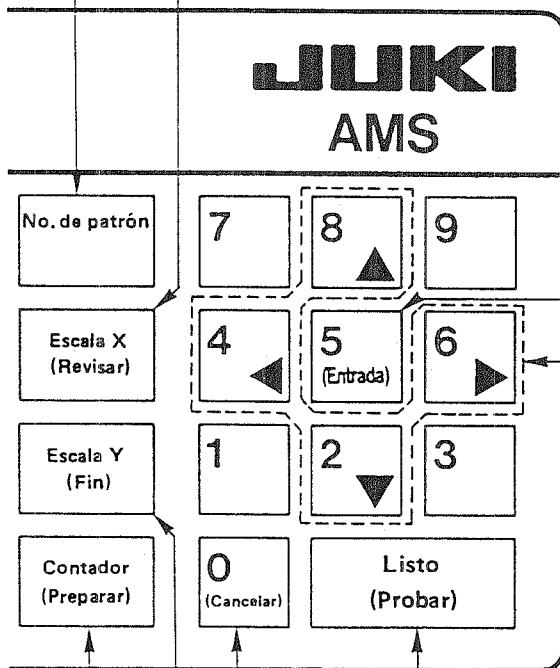 JUKI
AMS
No. de patrón
7
8
9
Escala X
(Revisar)
4
5
(Entrada)
6
Escala Y
(Fin)
1
2
3
Contador
(Preparar)
0
(Cancelar)
Listo
(Probar)